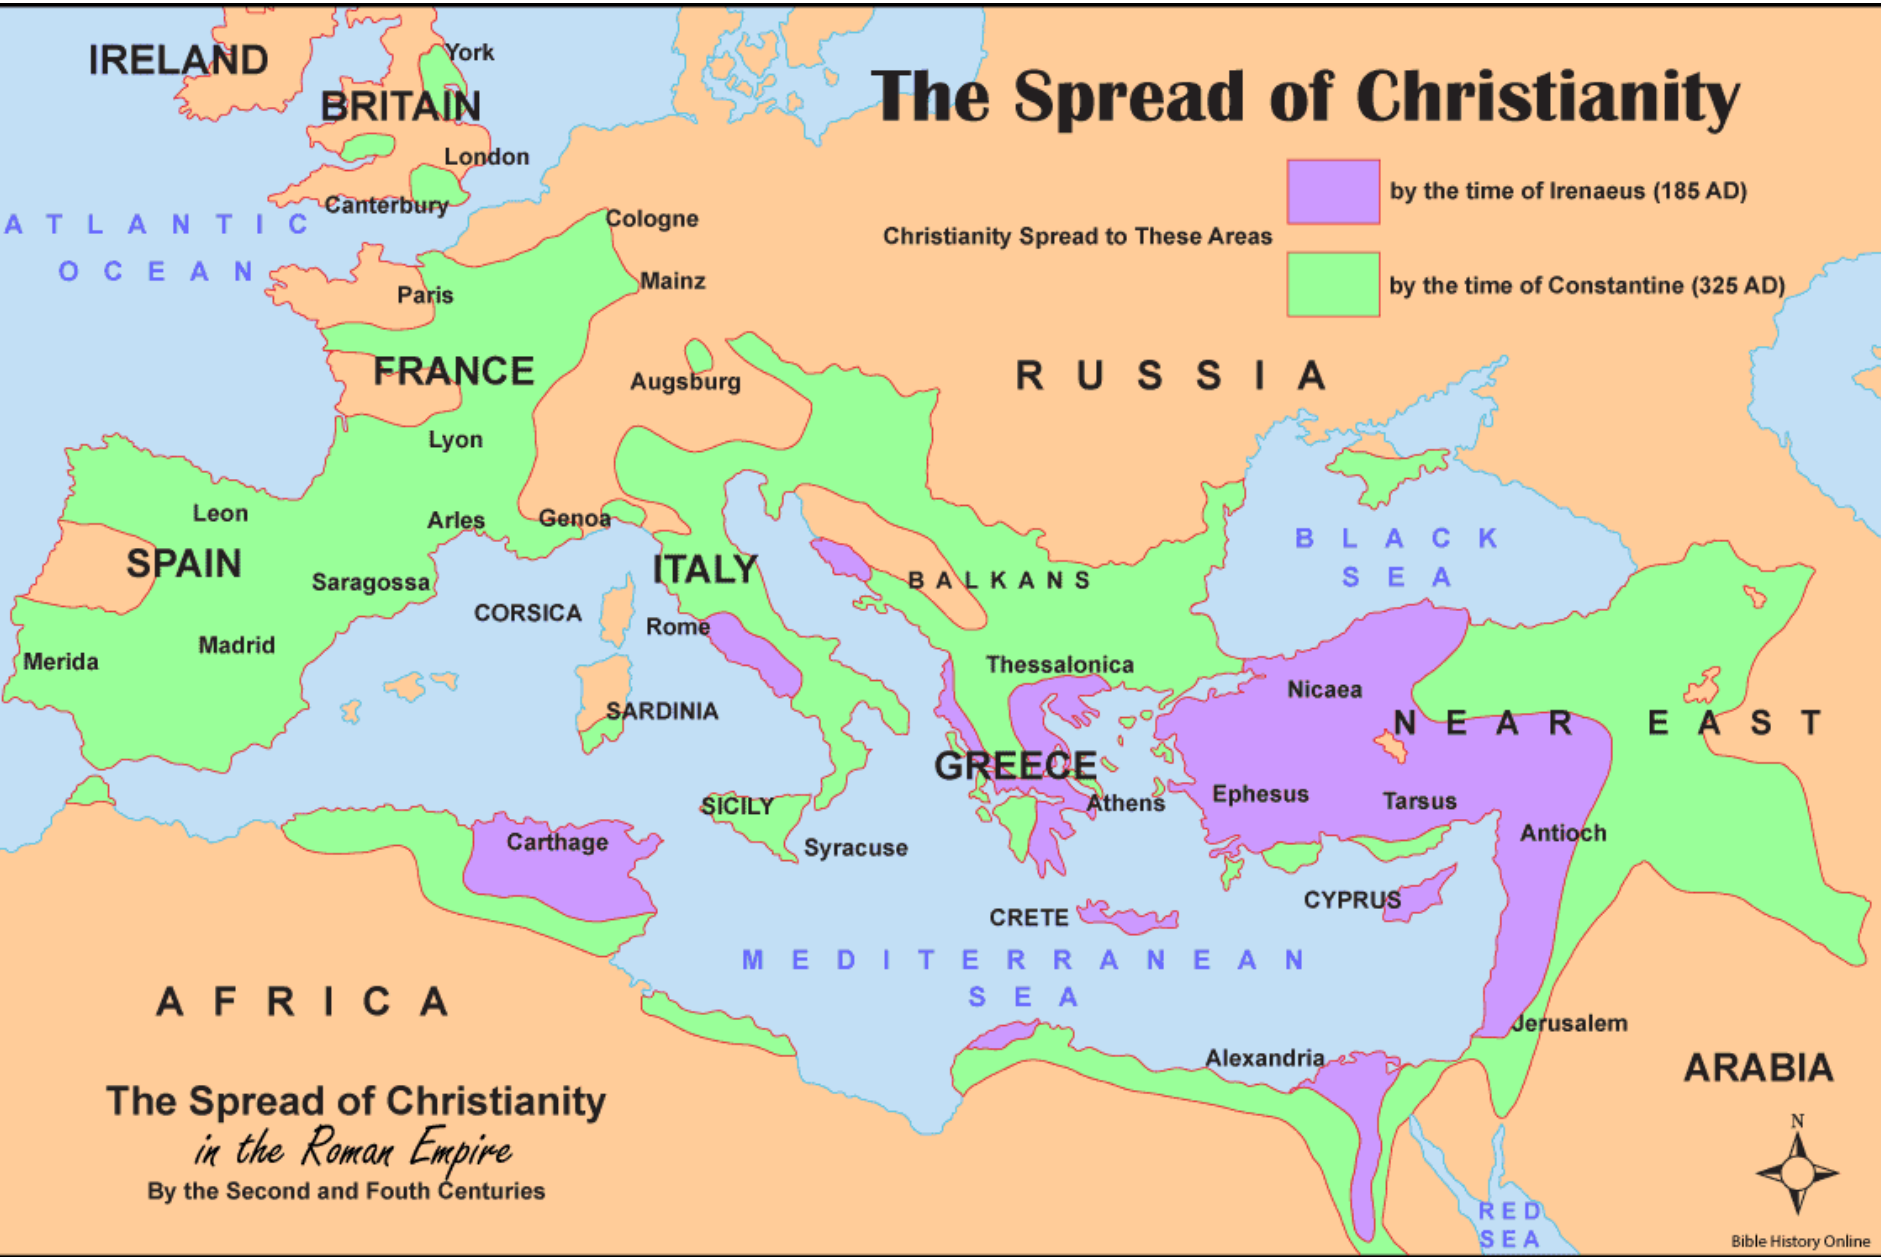 The Spread of Christianity
by the time of Irenaeus (185 AD)
Christianity Spread to These Areas
by the time of Constantine (325 AD)
IRELAND
York
BRITAIN
London
Canterbury
ATLANTIC
OCEAN
Cologne
Mainz
Paris
FRANCE
Augsburg
RUSSIA
Lyon
Leon
Arles
Genoa
BLACK
SEA
SPAIN
ITALY
Saragossa
BALKANS
CORSICA
Rome
Madrid
Merida
Thessalonica
Nicaea
SARDINIA
NEAR EAST
GREECE
Ephesus
Tarsus
Athens
SICILY
Antioch
Carthage
Syracuse
CYPRUS
CRETE
MEDITERRANEAN
SEA
AFRICA
Jerusalem
Alexandria
ARABIA
The Spread of Christianity
in the Roman Empire
By the Second and Fouth Centuries
N
RED
SEA
Bible History Online